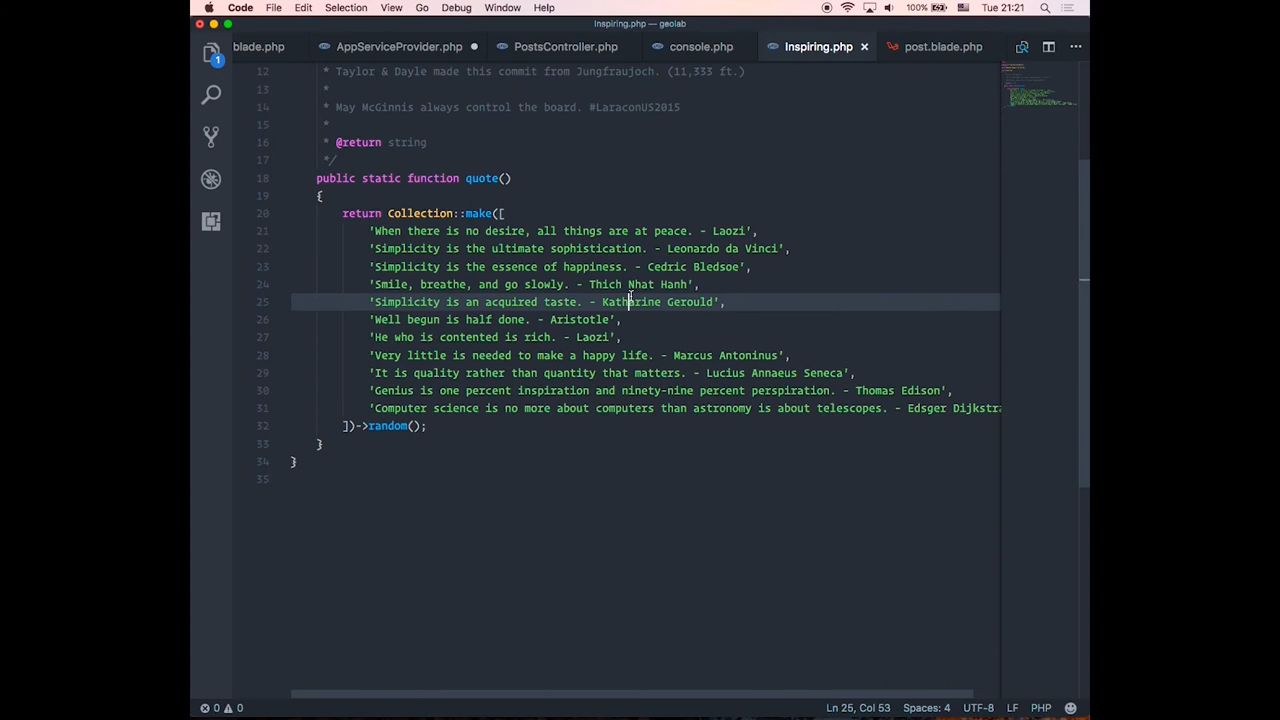 Code File Edit Selection View Go Debug Window Help 100% Tue 21:21
Inspiring.php — geolab
1
blade.php AppServiceProvider.php PostsController.php console.php Inspiring.php post.blade.php
12 * Taylor & Dayle made this commit from Jungfraujoch. (11,333 ft.)
13 *
14 * May McGinnis always control the board. #LaraconUS2015
15 *
16 * @return string
17 */
18 public static function quote()
19 {
20 return Collection::make([
21 'When there is no desire, all things are at peace. - Laozi',
22 'Simplicity is the ultimate sophistication. - Leonardo da Vinci',
23 'Simplicity is the essence of happiness. - Cedric Bledsoe',
24 'Smile, breathe, and go slowly. - Thich Nhat Hanh',
25 'Simplicity is an acquired taste. - Katharine Gerould',
26 'Well begun is half done. - Aristotle',
27 'He who is contented is rich. - Laozi',
28 'Very little is needed to make a happy life. - Marcus Antoninus',
29 'It is quality rather than quantity that matters. - Lucius Annaeus Seneca',
30 'Genius is one percent inspiration and ninety-nine percent perspiration. - Thomas Edison',
31 'Computer science is no more about computers than astronomy is about telescopes. - Edsger Dijkstra
32 ])->random();
33 }
34 }
35
0 0 Ln 25, Col 53 Spaces: 4 UTF-8 LF PHP